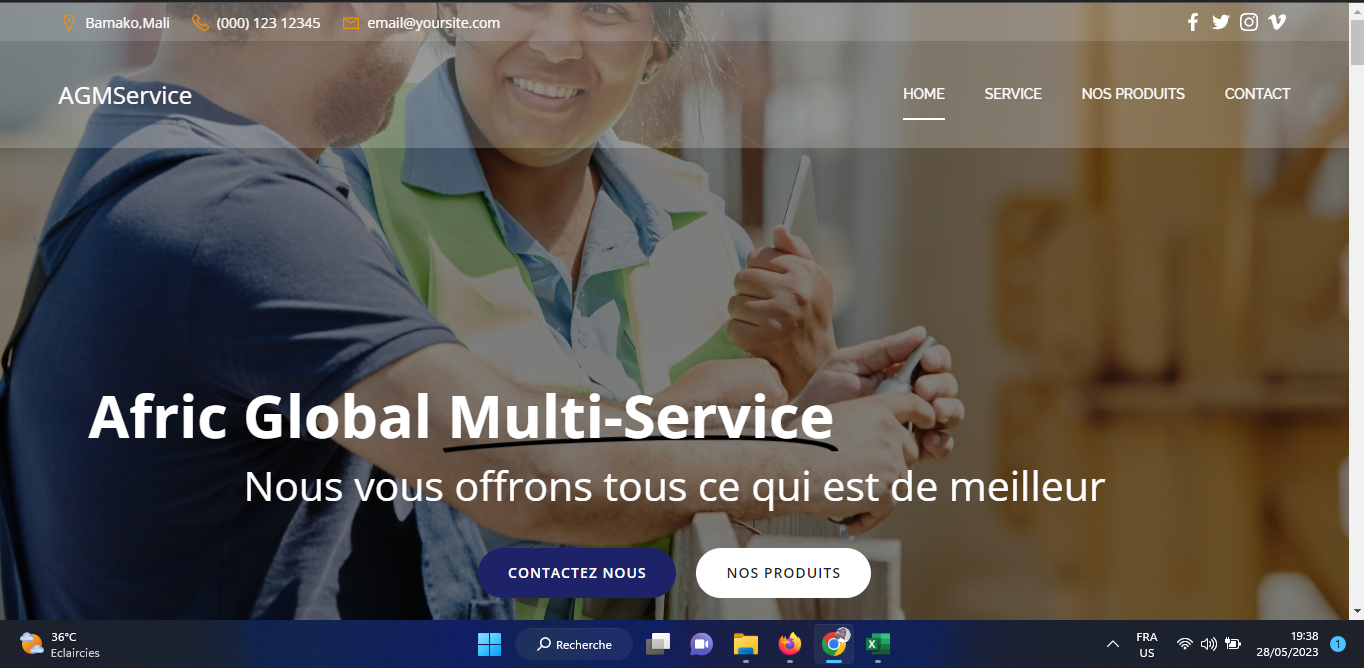 Bamako,Mali (000) 123 12345 email@yoursite.com
AGMService HOME SERVICE NOS PRODUITS CONTACT
Afric Global Multi-Service
Nous vous offrons tous ce qui est de meilleur
CONTACTEZ NOUS NOS PRODUITS
36°C
Eclaircies
Recherche
FRA
US
19:38
28/05/2023
1